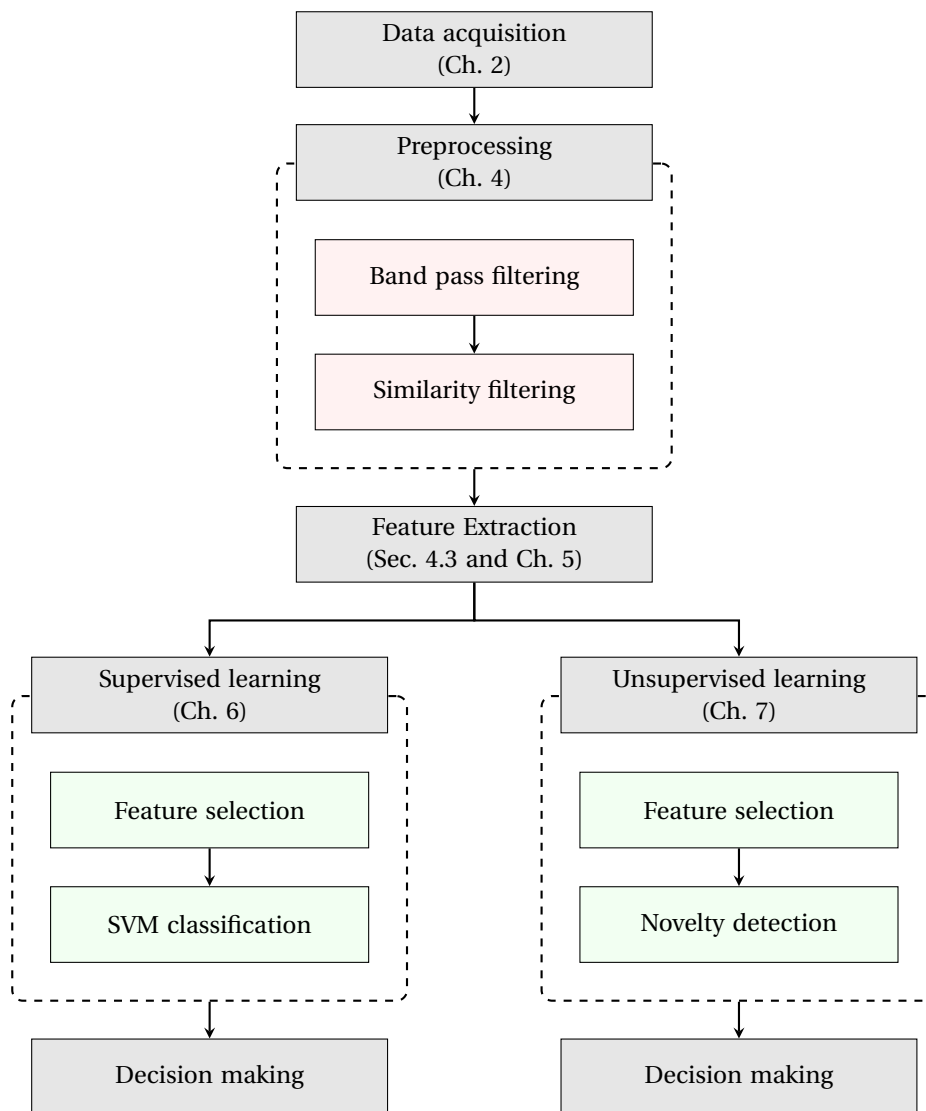 Data acquisition
(Ch. 2)
Preprocessing
(Ch. 4)
Band pass filtering
Similarity filtering
Feature Extraction
(Sec. 4.3 and Ch. 5)
Supervised learning
(Ch. 6)
Feature selection
SVM classification
Decision making
Unsupervised learning
(Ch. 7)
Feature selection
Novelty detection
Decision making